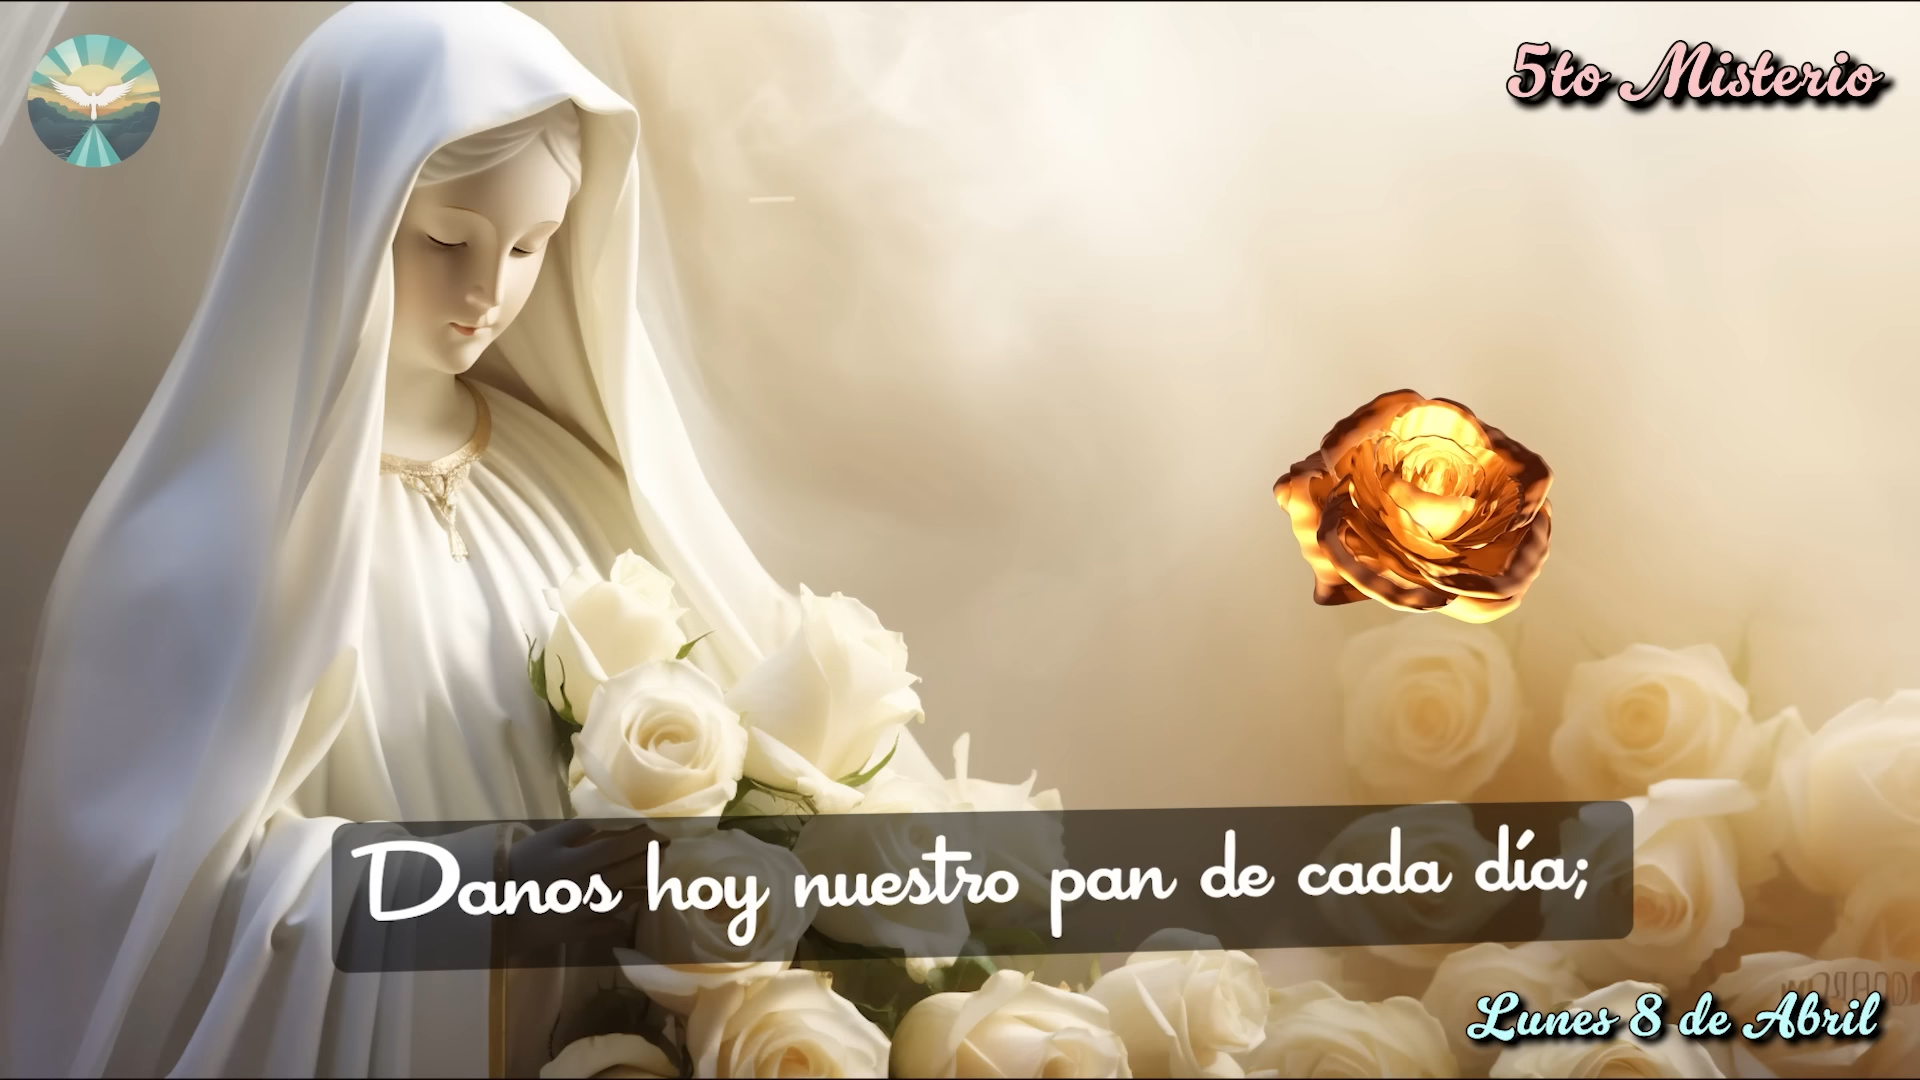 5to Misterio
Danos hoy nuestro pan de cada día;
Lunes 8 de Abril